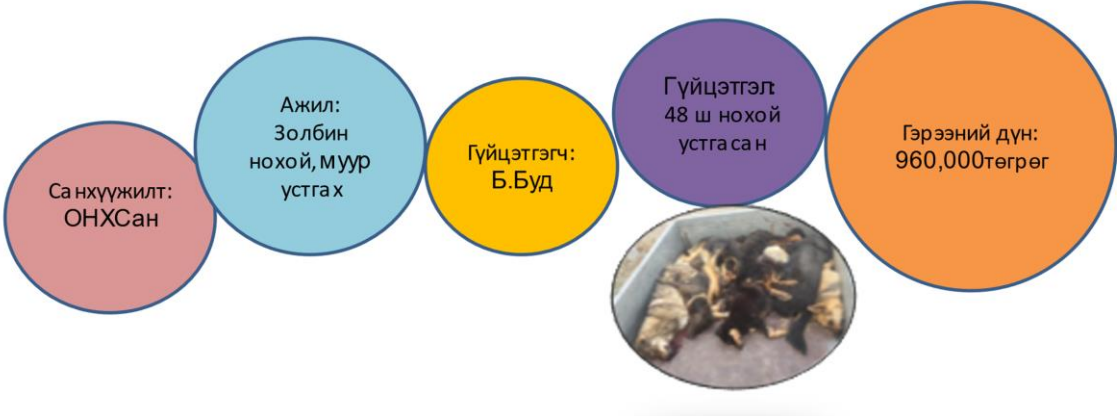 Санхүүжилт:
ОНХСан
Ажил:
Золбин
нохой, муур
устгах
Гүйцэтгэгч:
Б.Буд
Гүйцэтгэл:
48 ш нохой
устгасан
Гэрээний дүн:
960,000төгрөг